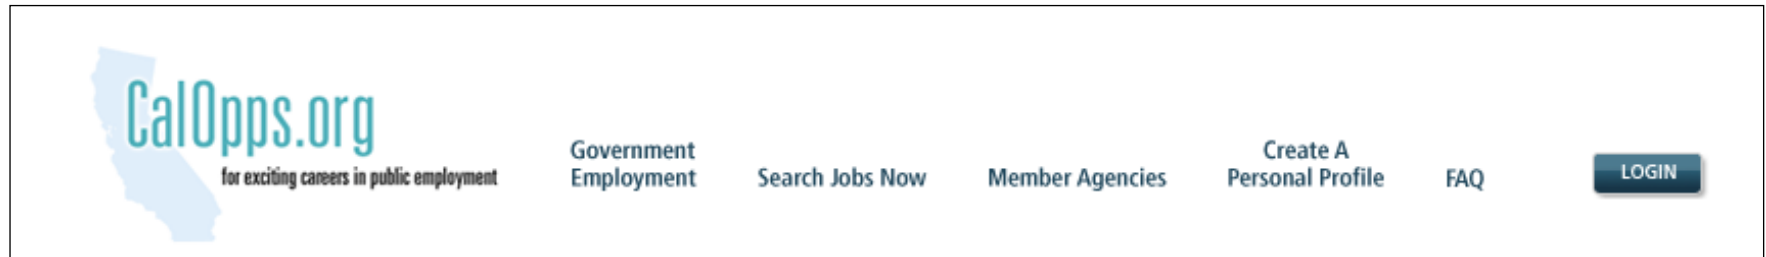 CalOpps.org
for exciting careers in public employment
Government
Employment
Search Jobs Now
Member Agencies
Create A
Personal Profile
FAQ
LOGIN